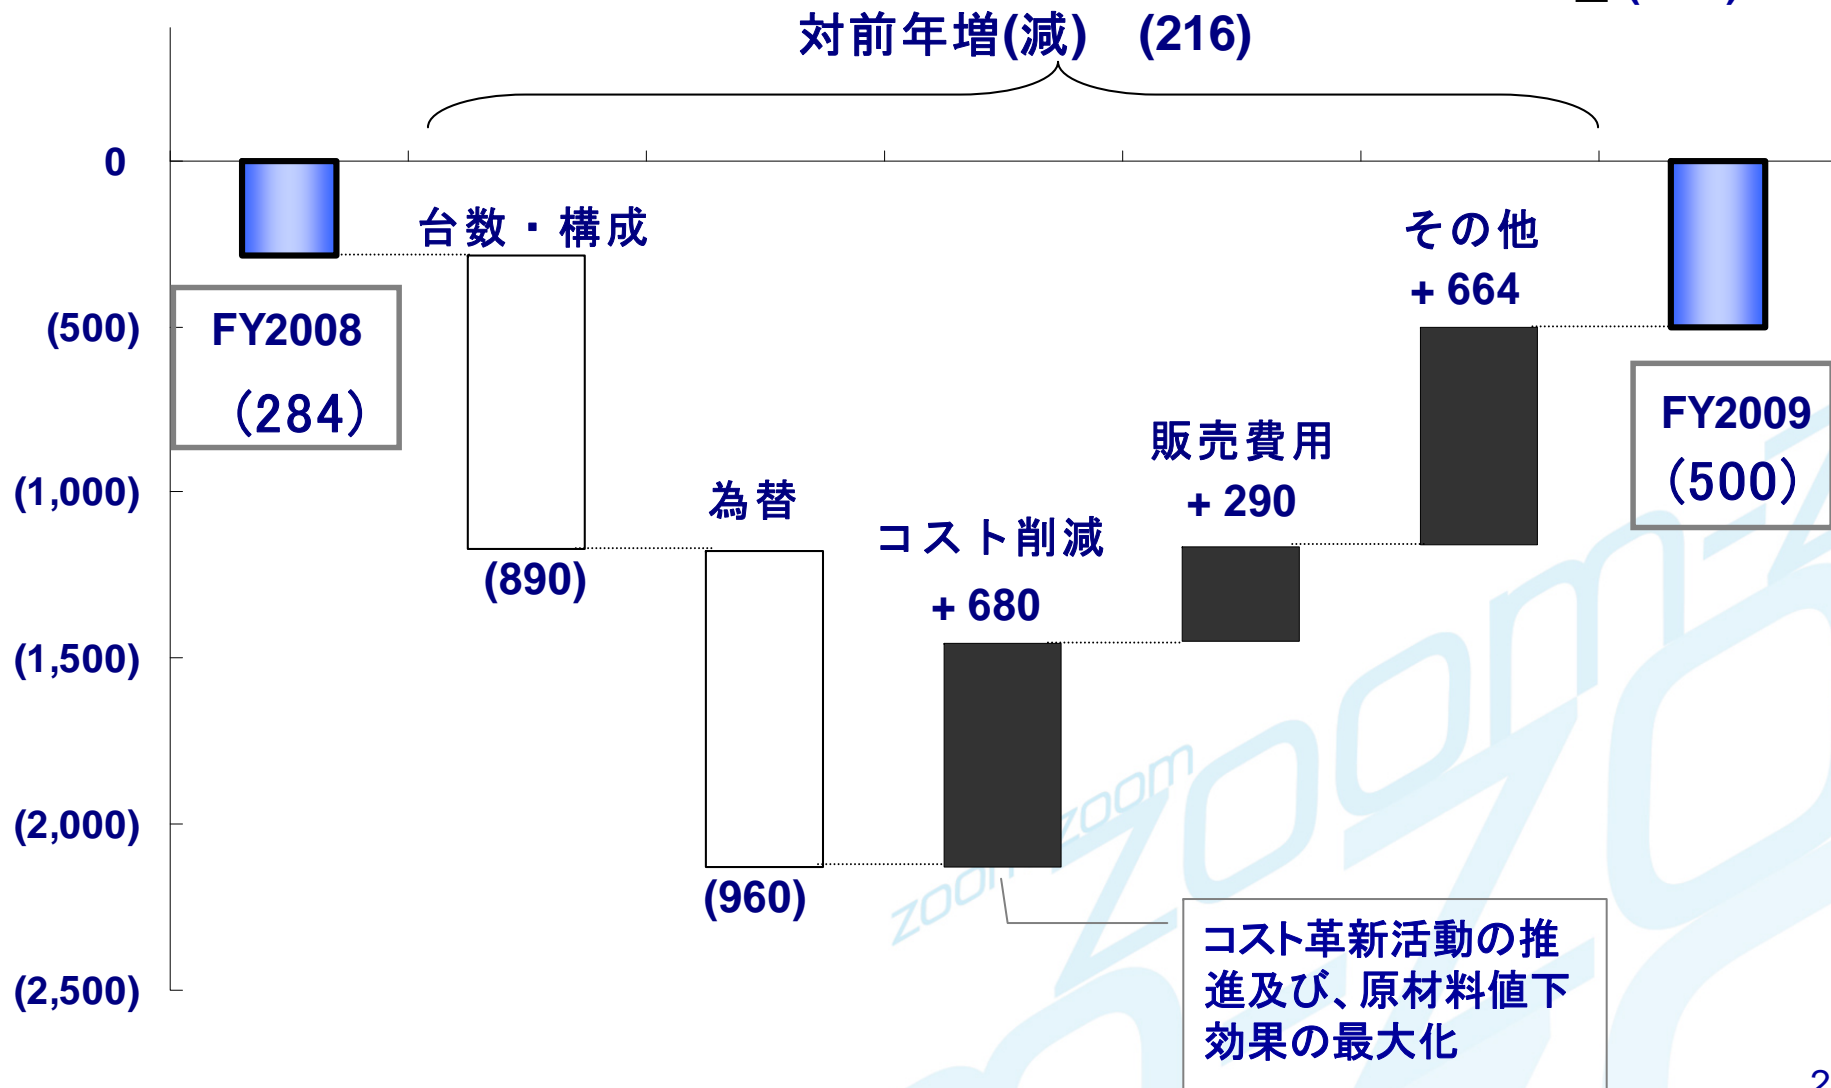 対前年増(減) (216)
0
台数・構成
その他
+ 664
FY2008
(284)
(500)
FY2009
(500)
販売費用
+ 290
(1,000)
為替
コスト削減
+ 680
(890)
(1,500)
(2,000)
(960)
zoom-zoom
コスト革新活動の推
進及び、原材料値下
効果の最大化
(2,500)
2